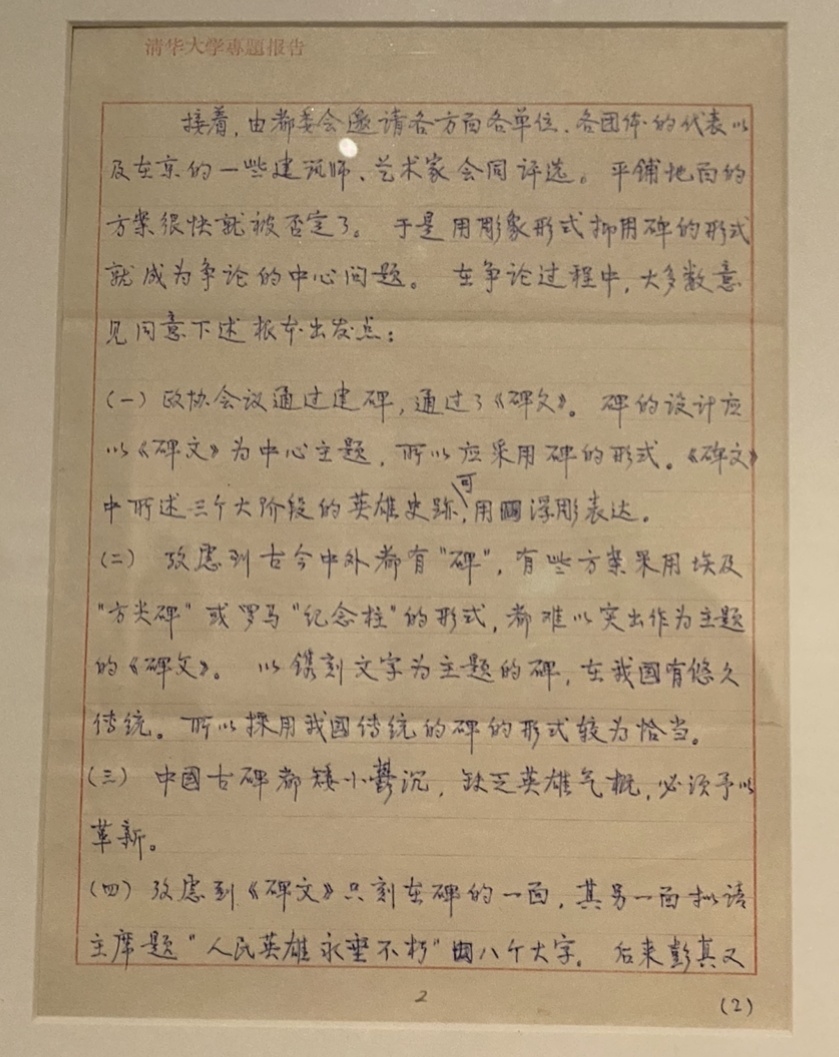 清华大学專题报告
接着，由都委会邀请各方面各单位、各团体的代表以
及在京的一些建筑师、艺术家会同评选。平铺地面的
方案很快就被否定了。于是用彫象形式抑用碑的形式
就成为争论的中心问题。在争论过程中，大多数意
见同意下述根本出发点：
（一）政协会议通过建碑，通过了《碑文》。碑的设计应
以《碑文》为中心主题，所以应采用碑的形式。《碑文》
中所述三个大阶段的英雄史跡，可用浮彫表达。
（二）攷虑到古今中外都有“碑”，有些方案采用埃及
“方尖碑”或罗马“纪念柱”的形式，都难以突出作为主题
的《碑文》。以镌刻文字为主题的碑，在我國有悠久
传统。所以採用我國传统的碑的形式较为恰当。
（三）中國古碑都矮小鬱沉，缺乏英雄气概，必须予以
革新。
（四）攷虑到《碑文》只刻在碑的一面，其另一面拟请
主席题“人民英雄永垂不朽”八个大字。后来彭真又
2
（2）